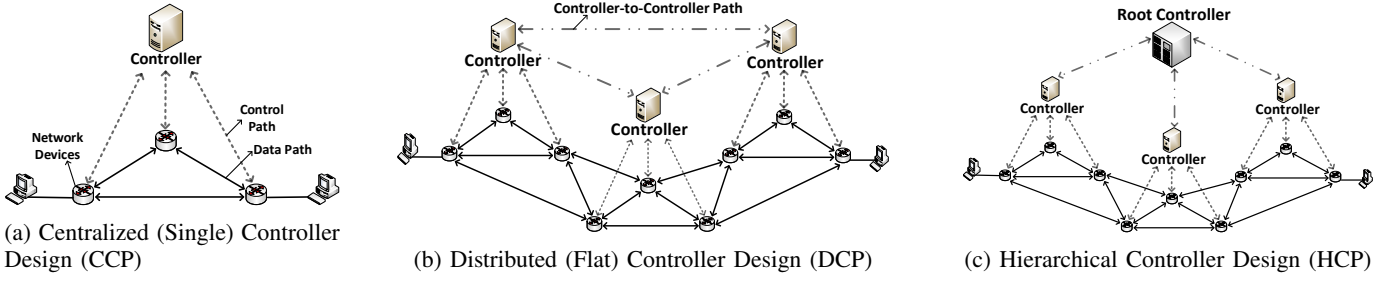 Controller
Control
Path
Network
Devices
Data Path
(a) Centralized (Single) Controller
Design (CCP)
Controller-to-Controller Path
Controller
Controller
Controller
(b) Distributed (Flat) Controller Design (DCP)
Root Controller
Controller
Controller
Controller
(c) Hierarchical Controller Design (HCP)